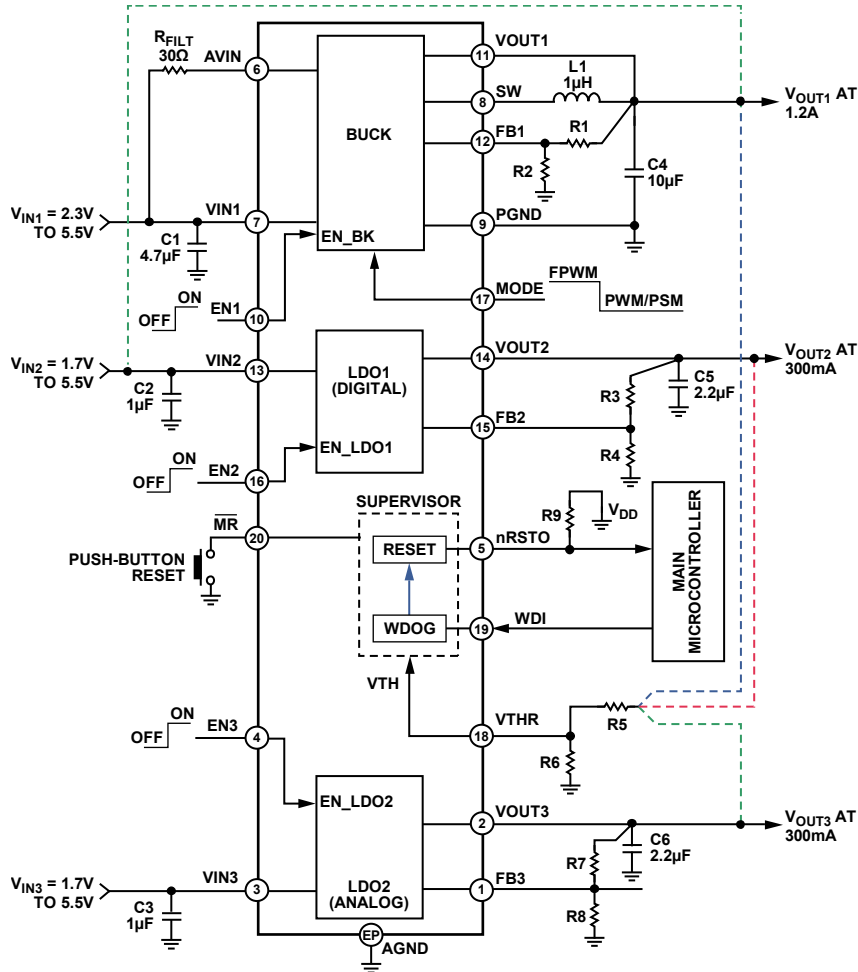 RFILT
30Ω
AVIN
6
BUCK
VOUT1
11
SW
8
L1
1µH
FB1
12
R1
R2
C4
10µF
PGND
9
VOUT1 AT
1.2A
VIN1 = 2.3V
TO 5.5V
VIN1
7
C1
4.7µF
EN_BK
MODE
17
FPWM
PWM/PSM
OFF
ON
EN1
10
VIN2 = 1.7V
TO 5.5V
VIN2
13
C2
1µF
LDO1
(DIGITAL)
EN_LDO1
VOUT2
14
FB2
15
R3
R4
C5
2.2µF
VOUT2 AT
300mA
OFF
ON
EN2
16
MR
20
PUSH-BUTTON
RESET
SUPERVISOR
RESET
WDOG
VTH
nRSTO
5
R9
VDD
MAIN
MICROCONTROLLER
WDI
19
VTHR
18
R5
R6
OFF
ON
EN3
4
EN_LDO2
LDO2
(ANALOG)
VOUT3
2
FB3
1
R7
R8
C6
2.2µF
VOUT3 AT
300mA
VIN3 = 1.7V
TO 5.5V
VIN3
3
C3
1µF
EP
AGND